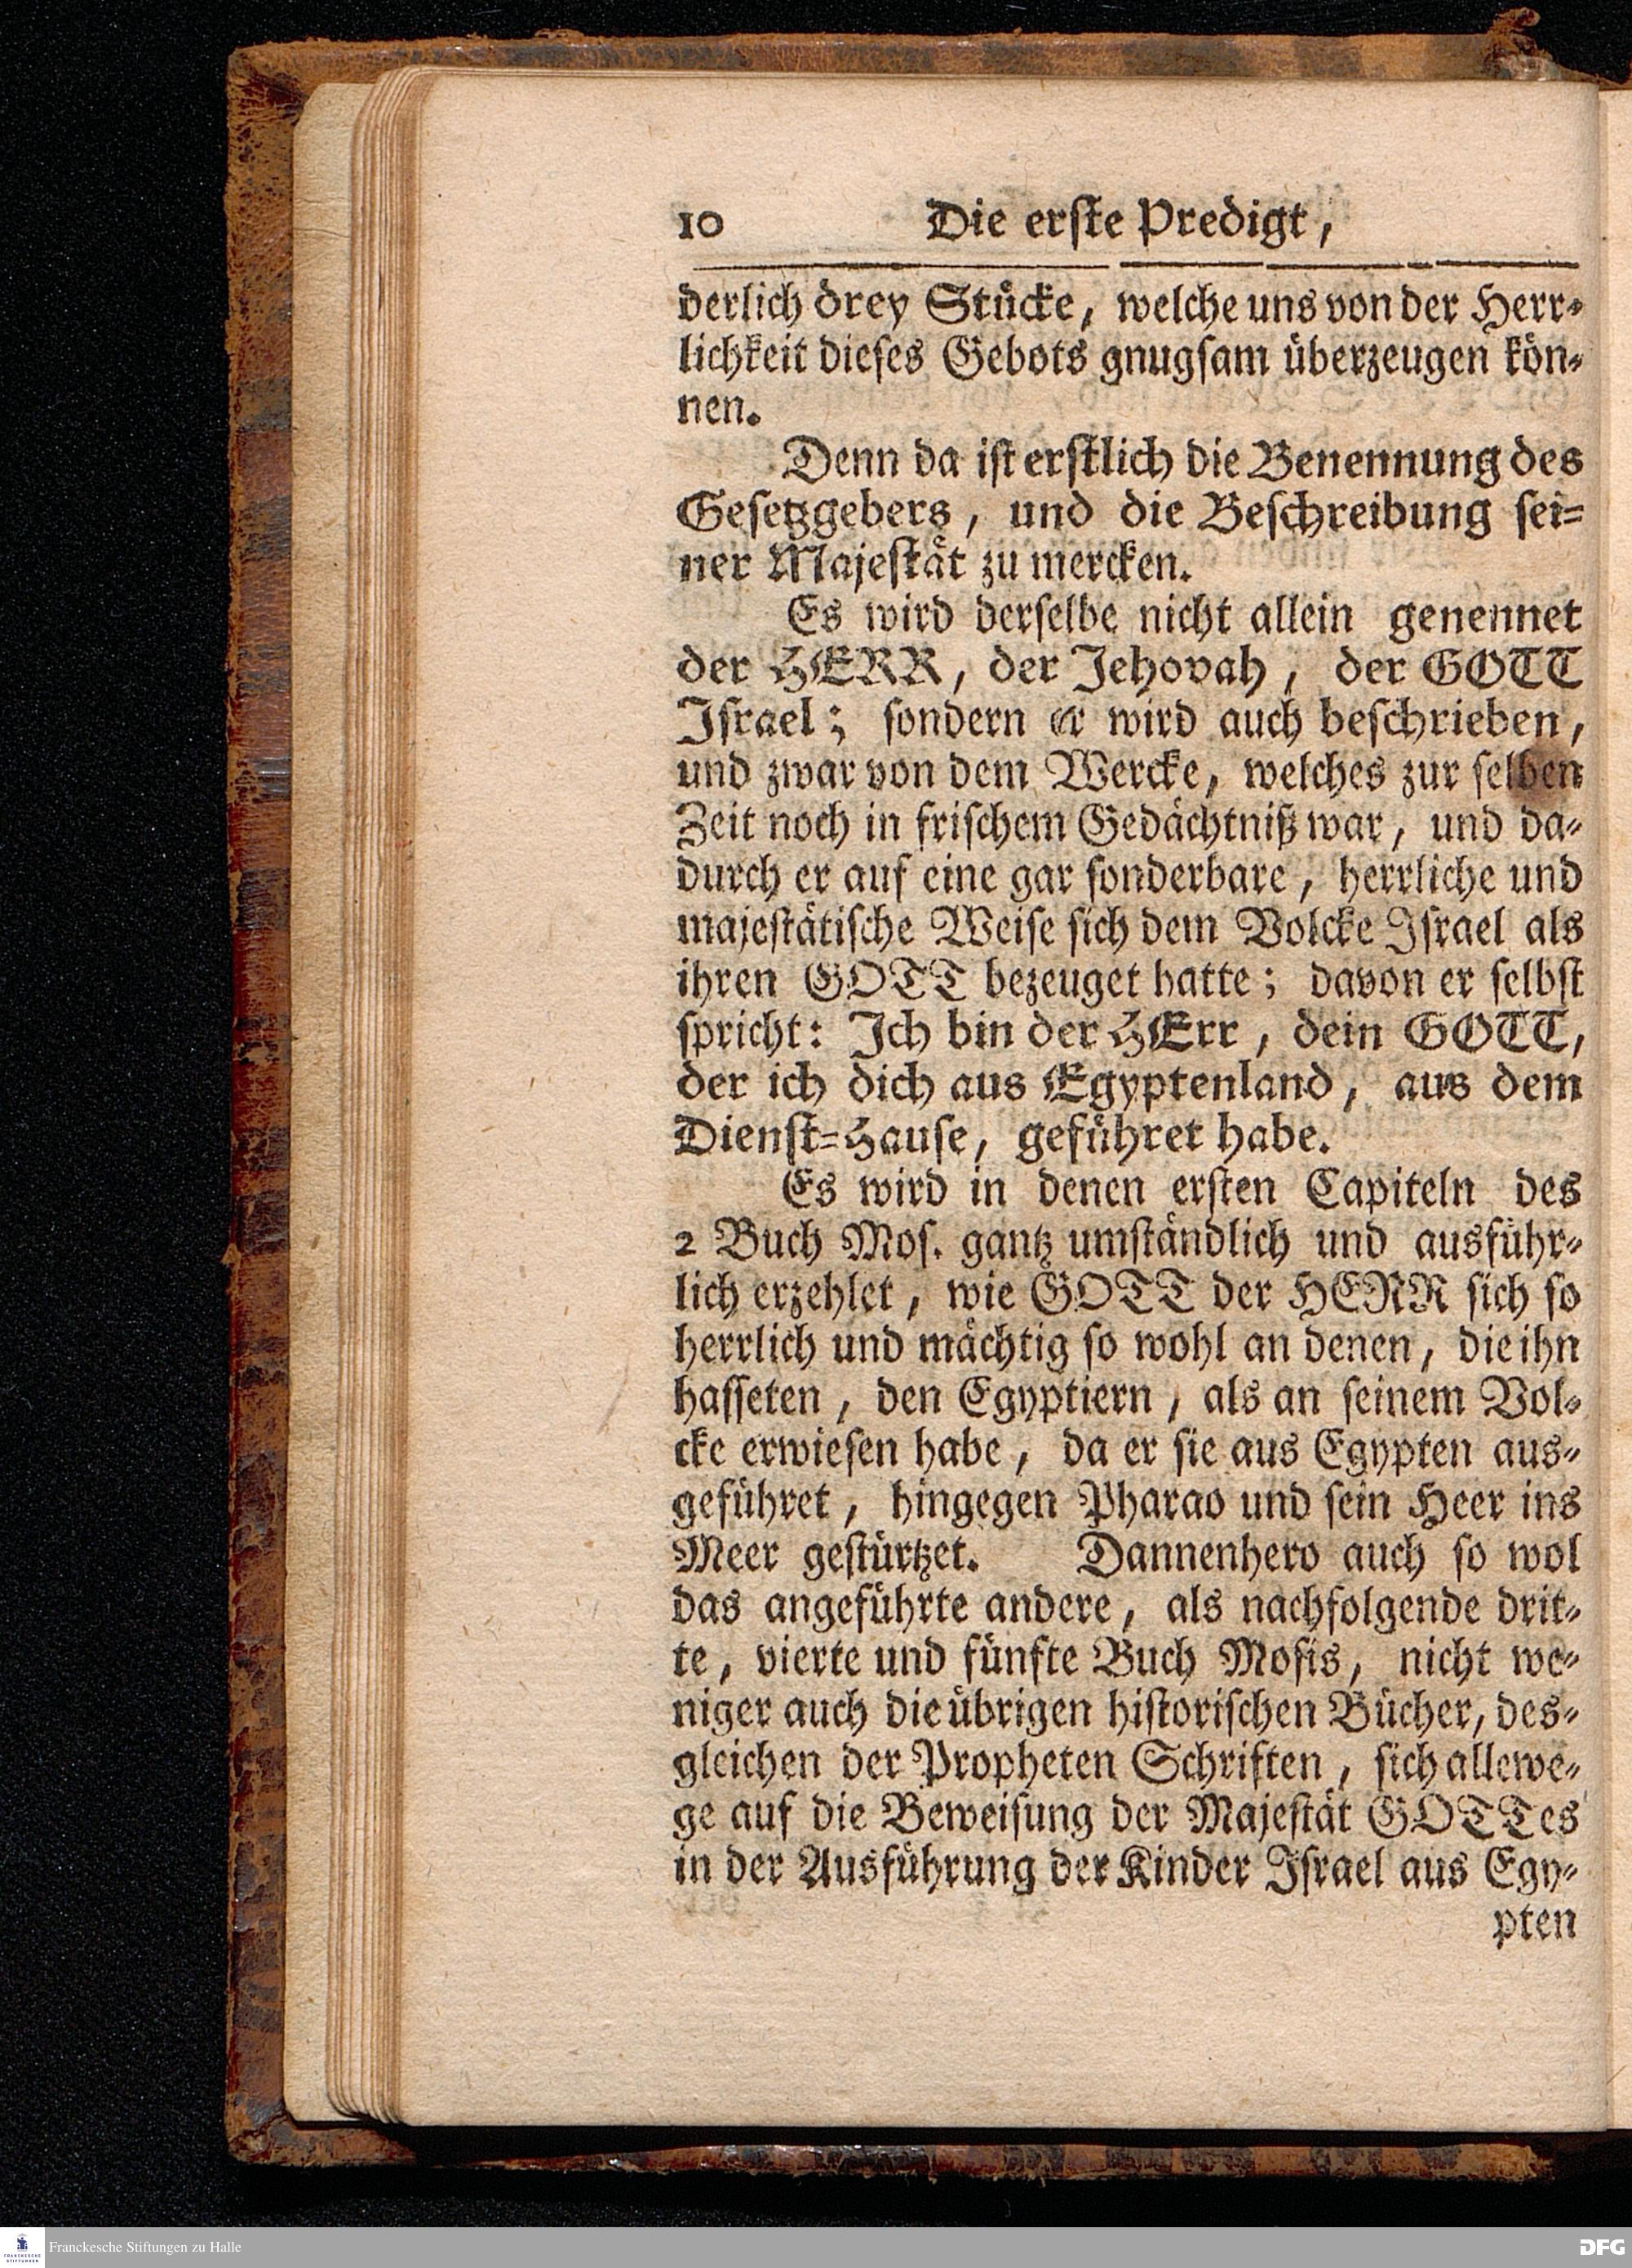 10 Die erſte Predigt,
derlich drey Stücke, welche uns von der Herr-
lichkeit dieſes Gebots gnugſam überzeugen kön-
nen.
Denn da iſt erſtlich die Benennung des
Geſetzgebers, und die Beſchreibung ſei-
ner Majeſtät zu mercken.
Es wird derſelbe nicht allein genennet
der HERR, der Jehovah, der GOTT
Iſrael; ſondern er wird auch beſchrieben,
und zwar von dem Wercke, welches zur ſelben
Zeit noch in friſchem Gedächtniß war, und da-
durch er auf eine gar ſonderbare, herrliche und
majeſtätiſche Weiſe ſich dem Volcke Iſrael als
ihren GOTT bezeuget hatte; davon er ſelbſt
ſpricht: Ich bin der HErr, dein GOTT,
der ich dich aus Egyptenland, aus dem
Dienſt-Hauſe, geführet habe.
Es wird in denen erſten Capiteln des
2 Buch Moſ. gantz umſtändlich und ausführ-
lich erzehlet, wie GOTT der HERR ſich ſo
herrlich und mächtig ſo wohl an denen, die ihn
haſſeten, den Egyptiern, als an ſeinem Vol-
cke erwieſen habe, da er ſie aus Egypten aus-
geführet, hingegen Pharao und ſein Heer ins
Meer geſtürtzet. Dannenhero auch ſo wol
das angeführte andere, als nachfolgende drit-
te, vierte und fünfte Buch Moſis, nicht we-
niger auch die übrigen hiſtoriſchen Bücher, des-
gleichen der Propheten Schriften, ſich allewe-
ge auf die Beweiſung der Majeſtät GOTTes
in der Ausführung der Kinder Iſrael aus Egy-
pten
FRANCKESCHE STIFTUNGEN
Franckesche Stiftungen zu Halle
DFG